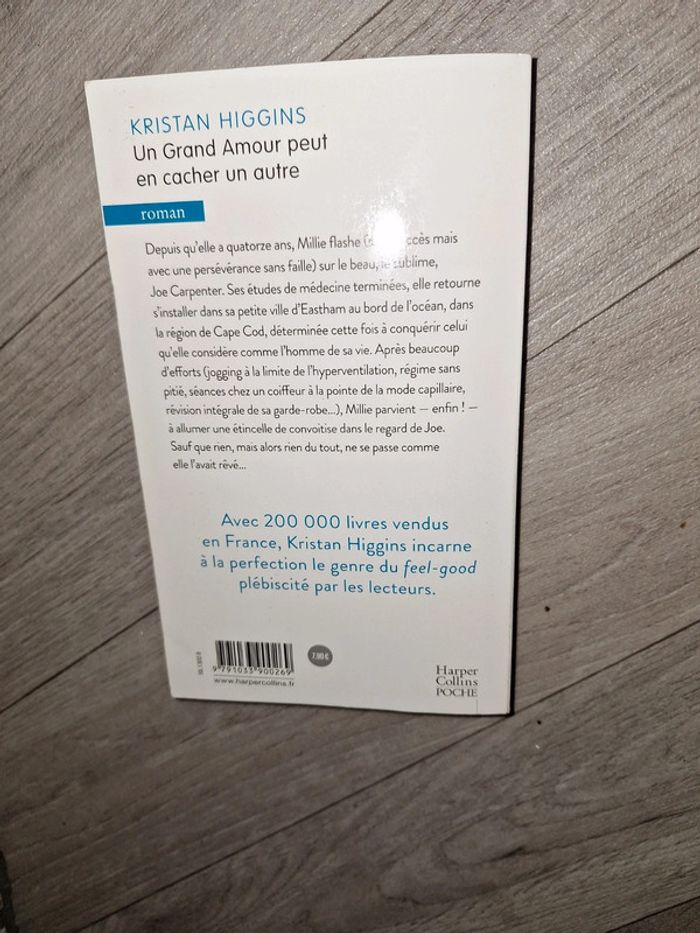 KRISTAN HIGGINS
Un Grand Amour peut
en cacher un autre
roman
Depuis qu'elle a quatorze ans, Millie flashe mais
avec une persévérance sans faille) sur le beau, sublime,
Joe Carpenter. Ses études de médecine terminées, elle retourne
s'installer dans sa petite ville d'Eastham au bord de l'océan, dans
la région de Cape Cod, déterminée cette fois à conquérir celui
qu'elle considère comme l'homme de sa vie. Après beaucoup
d'efforts (jogging à la limite de l'hyperventilation, régime sans
pitié, séances chez un coiffeur à la pointe de la mode capillaire,
révision intégrale de sa garde-robe...), Millie parvient — enfin ! —
à allumer une étincelle de convoitise dans le regard de Joe.
Sauf que rien, mais alors rien du tout, ne se passe comme
elle l'avait rêvé...
Avec 200 000 livres vendus
en France, Kristan Higgins incarne
à la perfection le genre du feel-good
plébiscité par les lecteurs.
9 791033 900269
www.harpercollins.fr
7,90 €
Harper
Collins
POCHE